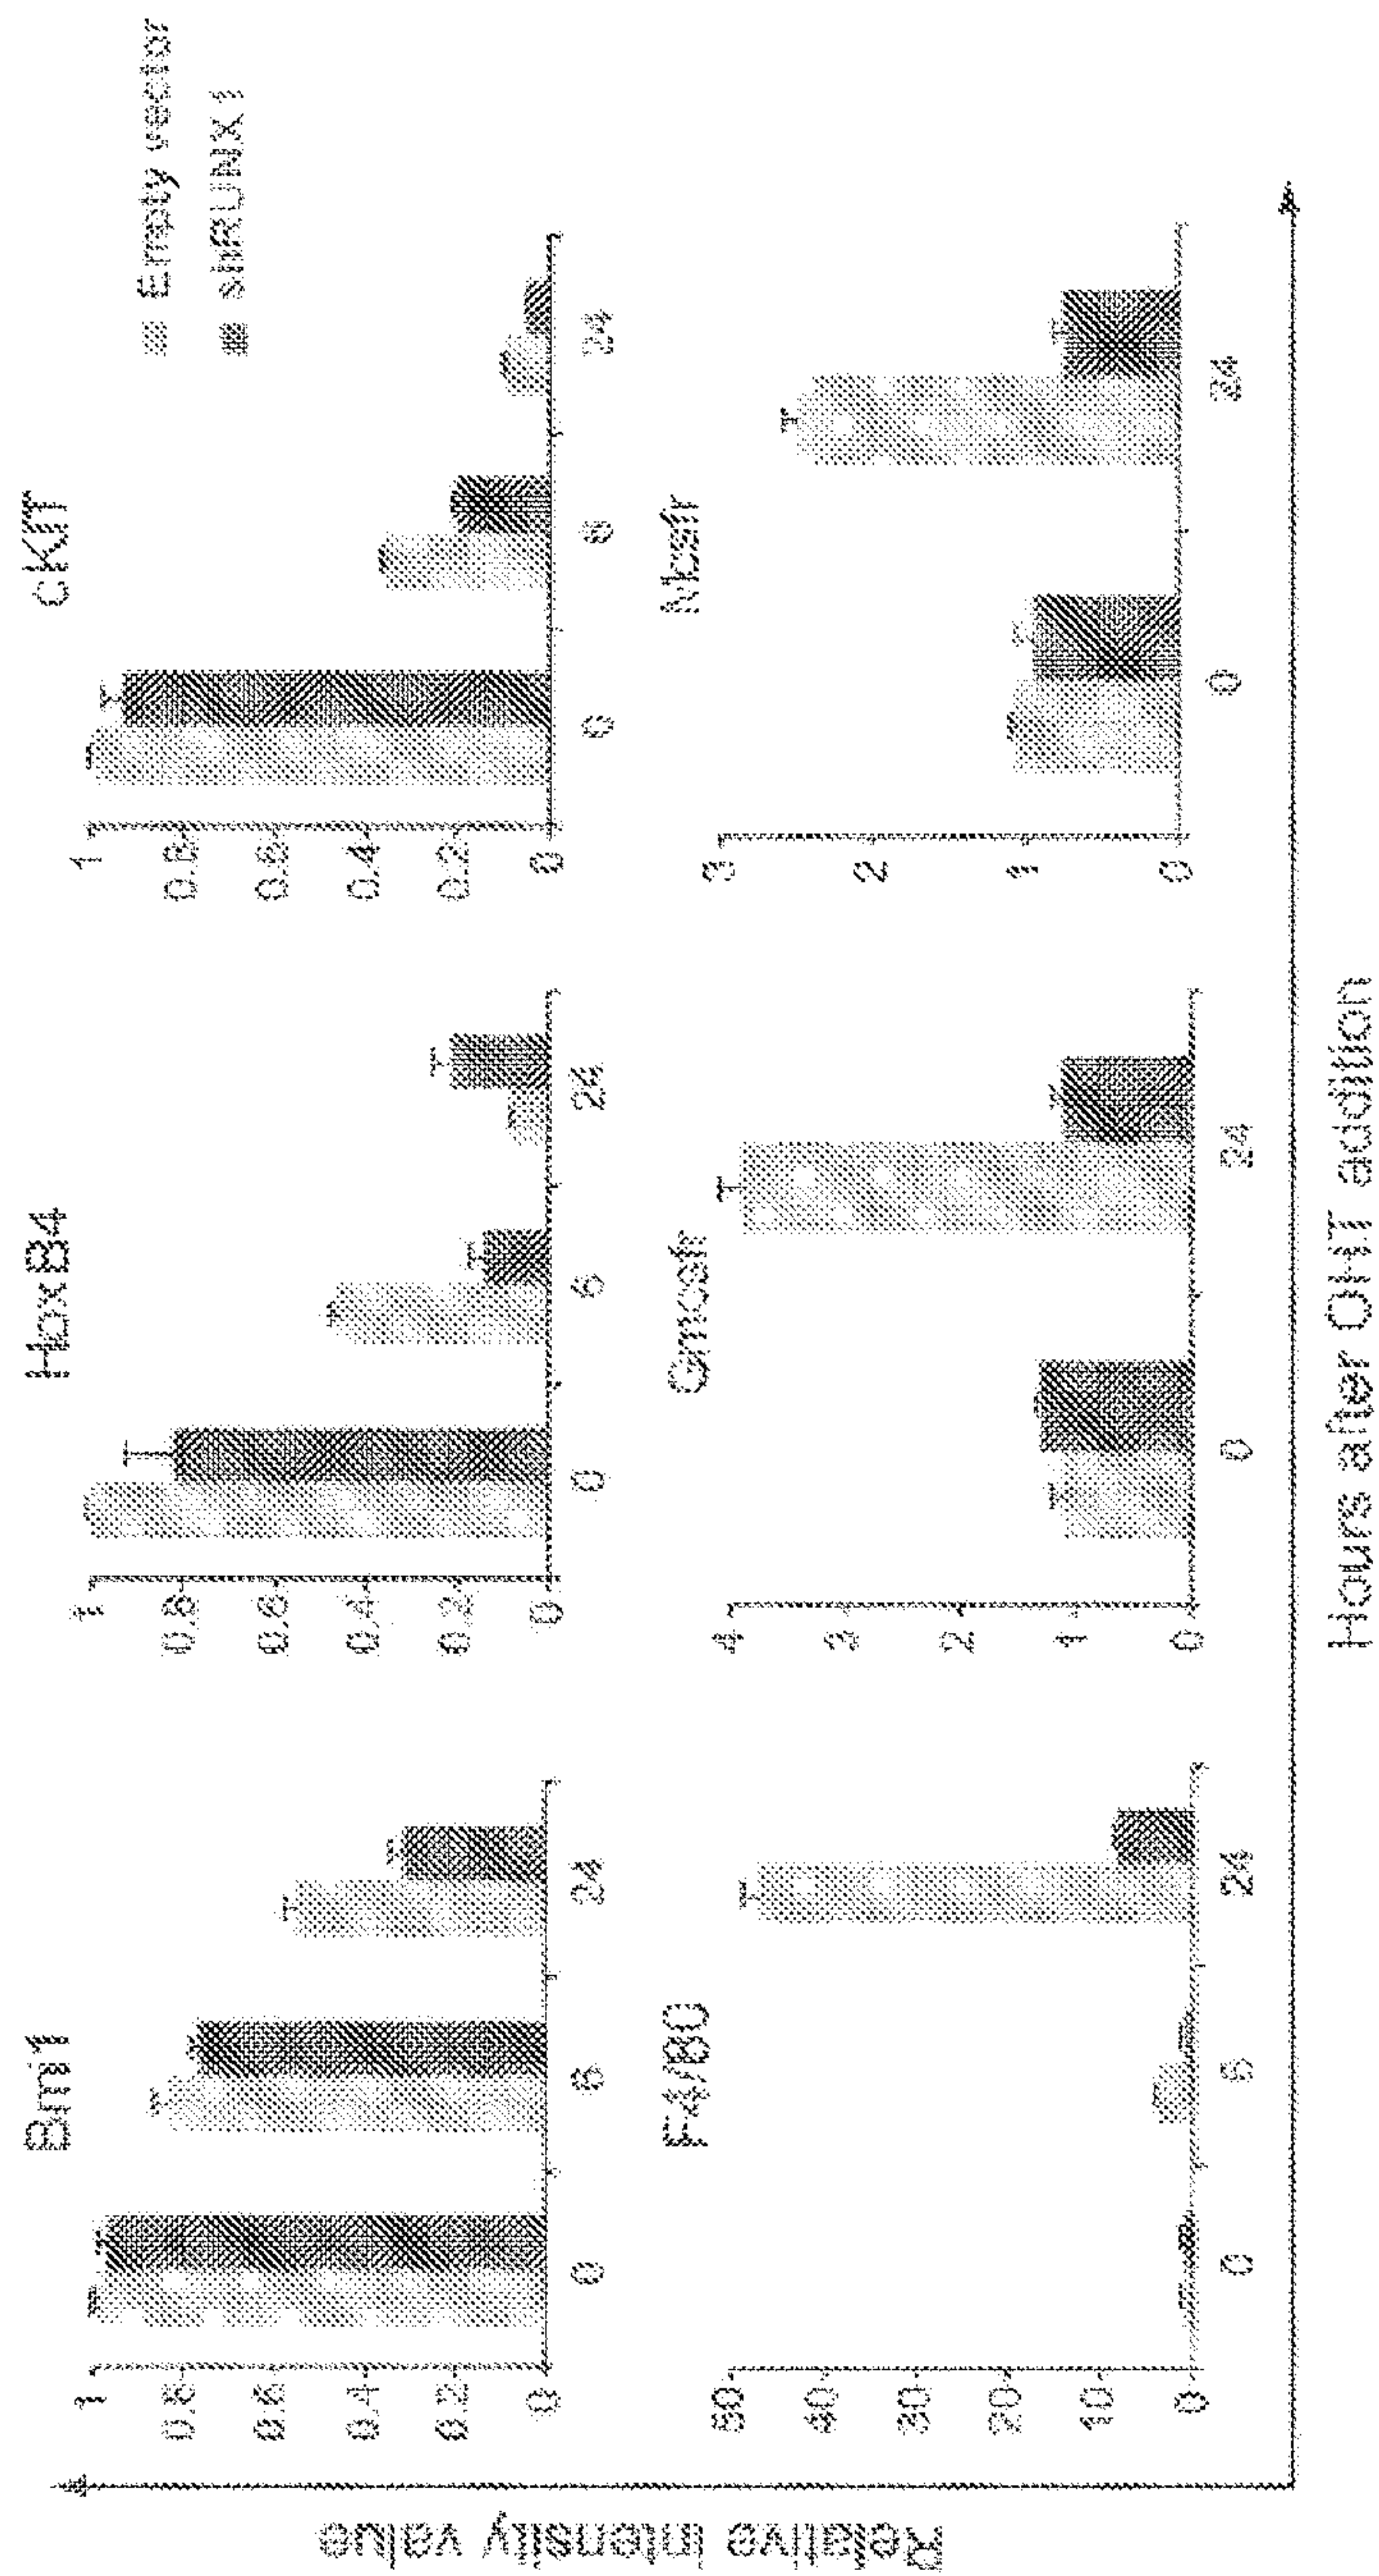 Empty vector
shRUNX1
Bmi1
HoxB4
cKIT
1
0.8
0.6
0.4
0.2
0
1
0.8
0.6
0.4
0.2
0
1
0.8
0.6
0.4
0.2
0
0 6 24
0 6 24
0 6 24
F4/80
Gmcsfr
Mcsfr
50
40
30
20
10
0
4
3
2
1
0
3
2
1
0
0 6 24
0 24
0 24
Relative intensity value
Hours after OHT addition